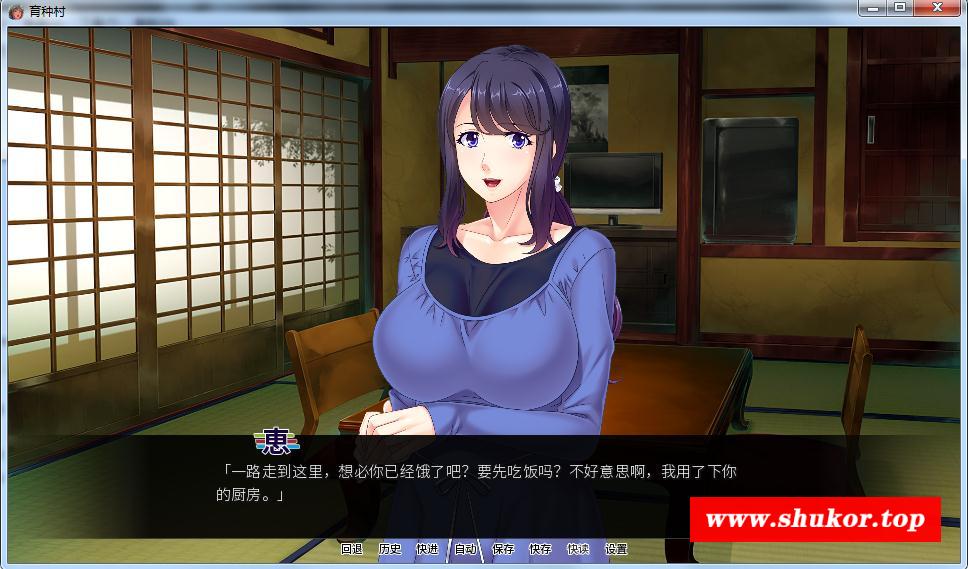 育种村
惠
「一路走到这里，想必你已经饿了吧？要先吃饭吗？不好意思啊，我用了下你
的厨房。」
www.shukor.top
回退 历史 快进 自动 保存 快存 快读 设置